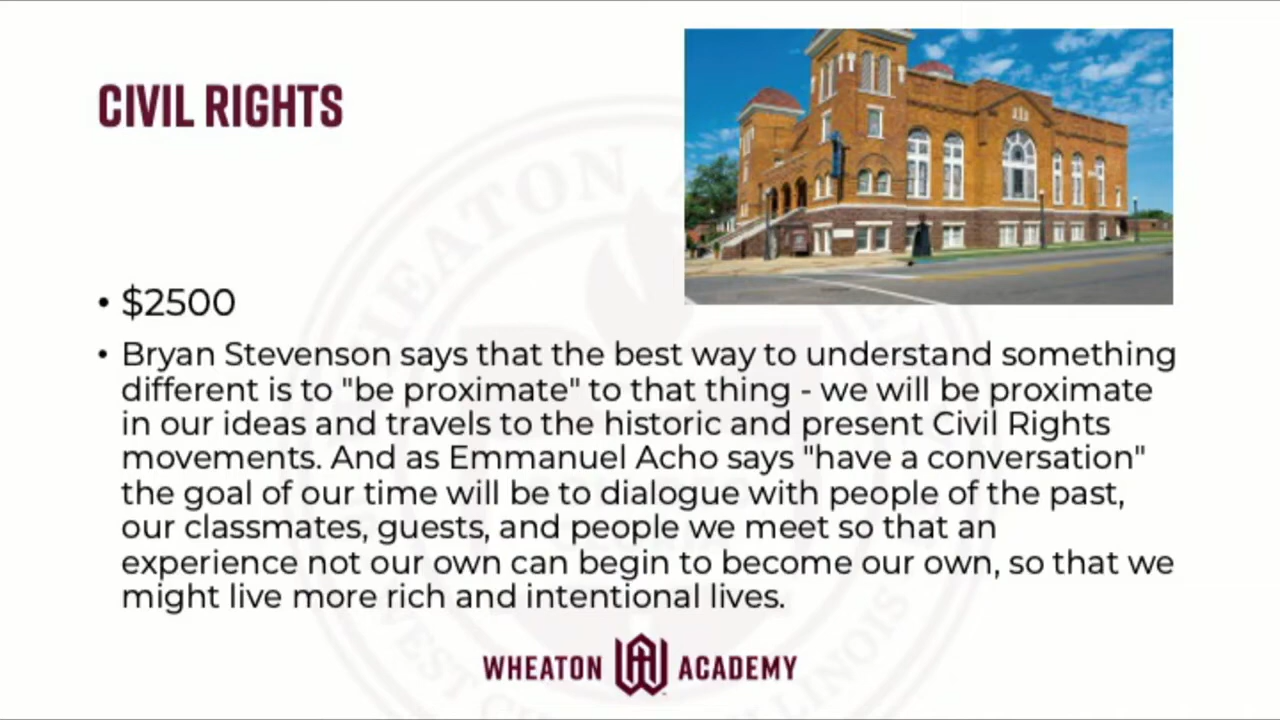 CIVIL RIGHTS
• $2500
• Bryan Stevenson says that the best way to understand something
different is to "be proximate" to that thing - we will be proximate
in our ideas and travels to the historic and present Civil Rights
movements. And as Emmanuel Acho says "have a conversation"
the goal of our time will be to dialogue with people of the past,
our classmates, guests, and people we meet so that an
experience not our own can begin to become our own, so that we
might live more rich and intentional lives.
WHEATON WA ACADEMY